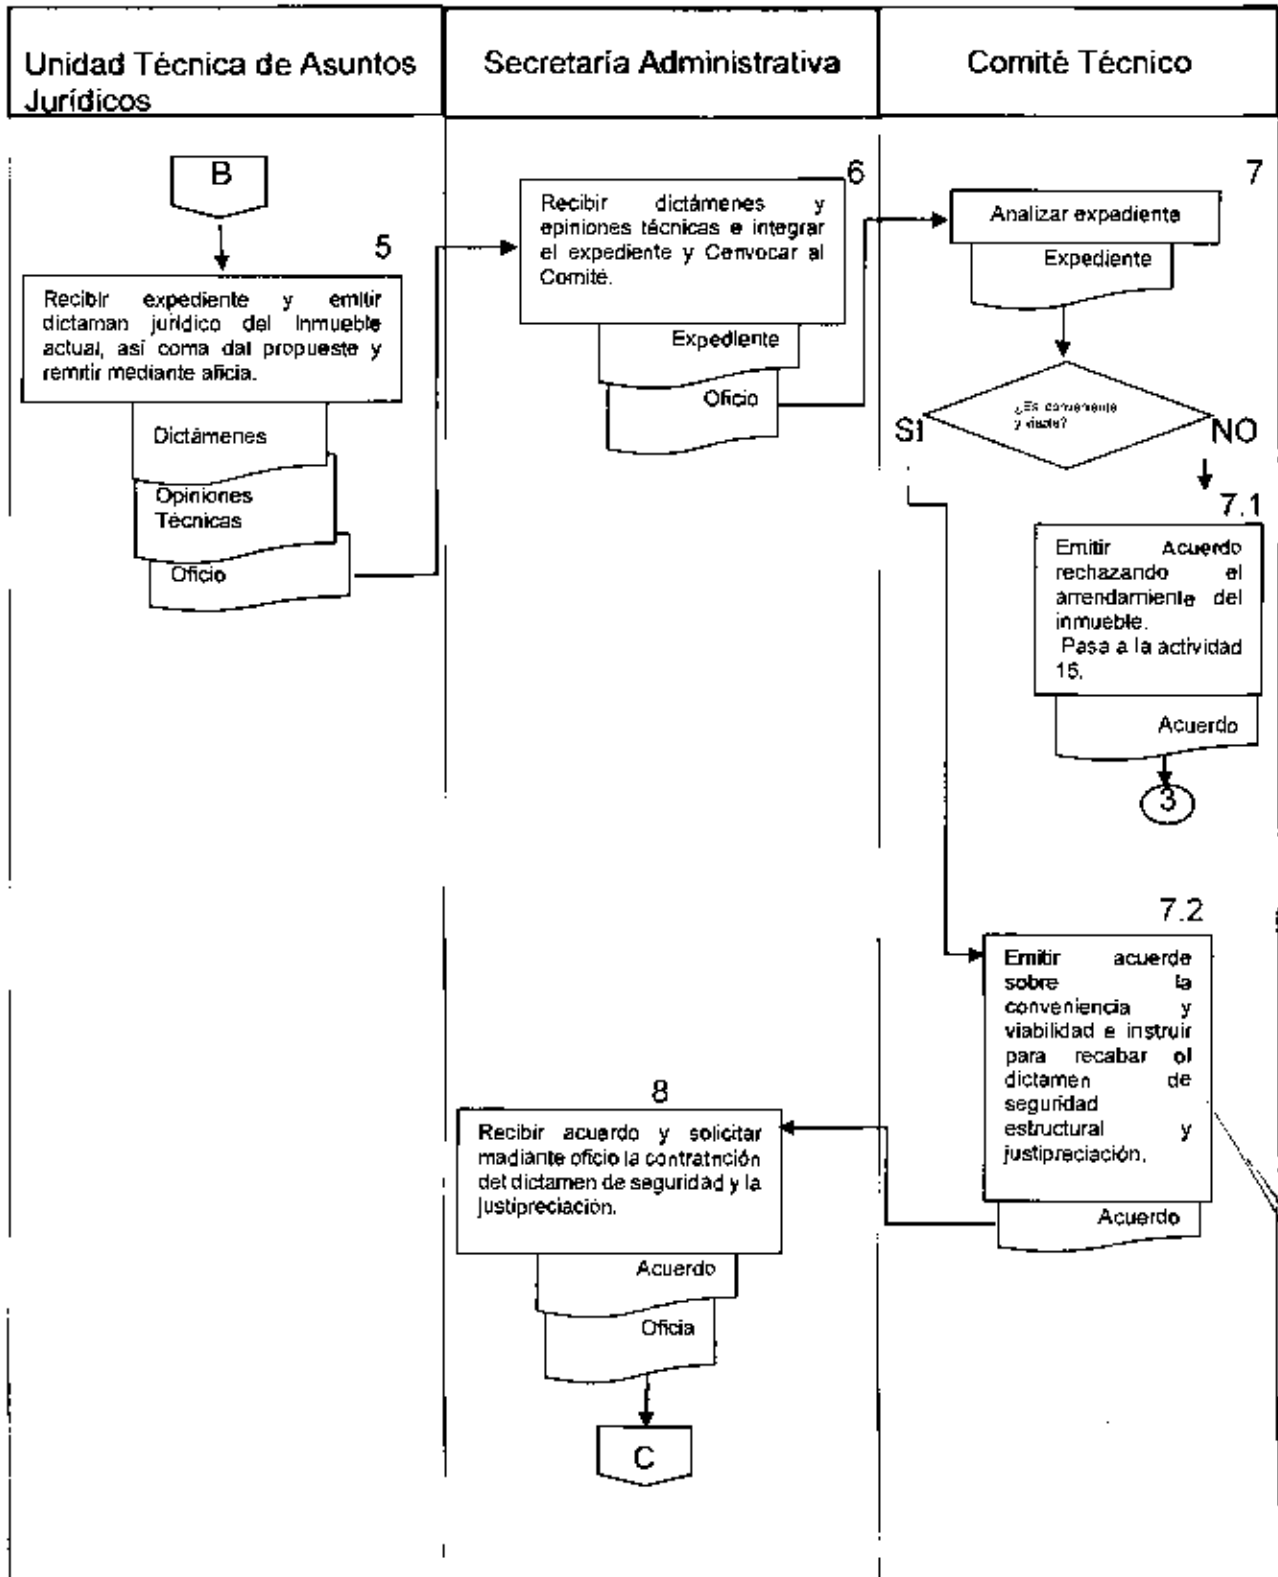 Unidad Técnica de Asuntos
Jurídicos
Secretaría Administrativa
Comité Técnico
B
5
Recibir expediente y emitir
dictaman jurídico del Inmueble
actual, así coma dal propueste y
remitir mediante aficia.
Dictámenes
Opiniones
Técnicas
Oficio
6
Recibir dictámenes y
epiniones técnicas e integrar
el expediente y Cenvocar al
Comité.
Expediente
Oficio
7
Analizar expediente
Expediente
¿Es conveniente
y viable?
SI
NO
7.1
Emitir Acuerdo
rechazando el
arrendamiente del
inmueble.
Pasa a la actividad
15.
Acuerdo
3
7.2
Emitir acuerde
sobre la
conveniencia y
viabilidad e instruir
para recabar ol
dictamen de
seguridad
estructural y
justipreciación.
Acuerdo
8
Recibir acuerdo y solicitar
madiante oficio la contratnción
det dictamen de seguridad y la
justipreciación.
Acuerdo
Oficia
C